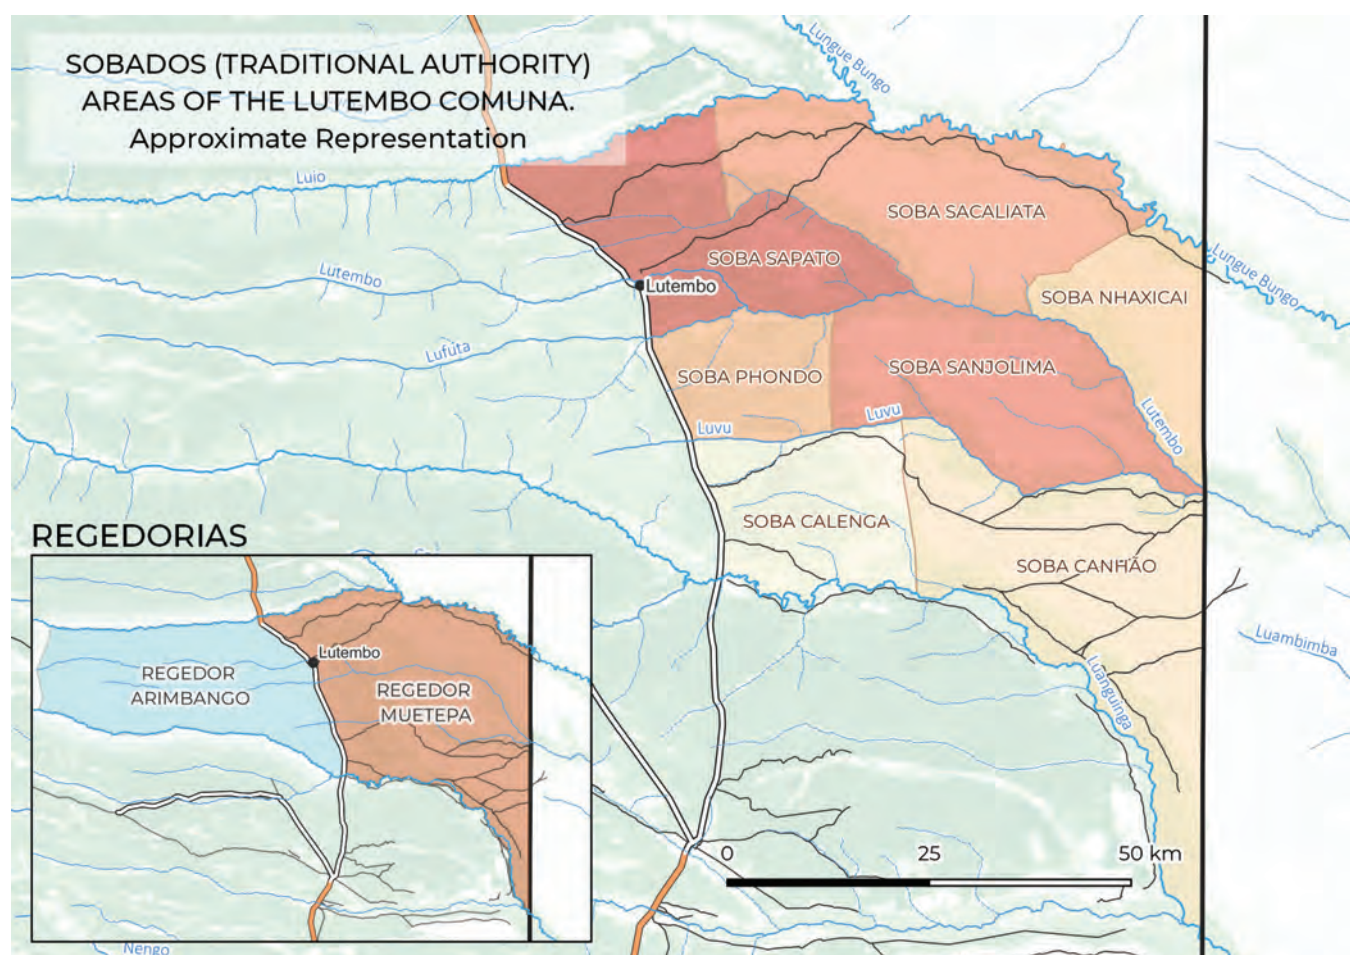 SOBADOS (TRADITIONAL AUTHORITY)
AREAS OF THE LUTEMBO COMUNA.
Approximate Representation
Lungue Bungo
Luio
SOBA SACALIATA
Lungue Bungo
SOBA SAPATO
Lutembo
Lutembo
SOBA NHAXICAI
Lufuta
SOBA PHONDO
SOBA SANJOLIMA
Lutembo
Luvu
Luvu
SOBA CALENGA
SOBA CANHÃO
Luambimba
Luanguinga
REGEDORIAS
Lutembo
REGEDOR
ARIMBANGO
REGEDOR
MUETEPA
Nengo
0 25 50 km